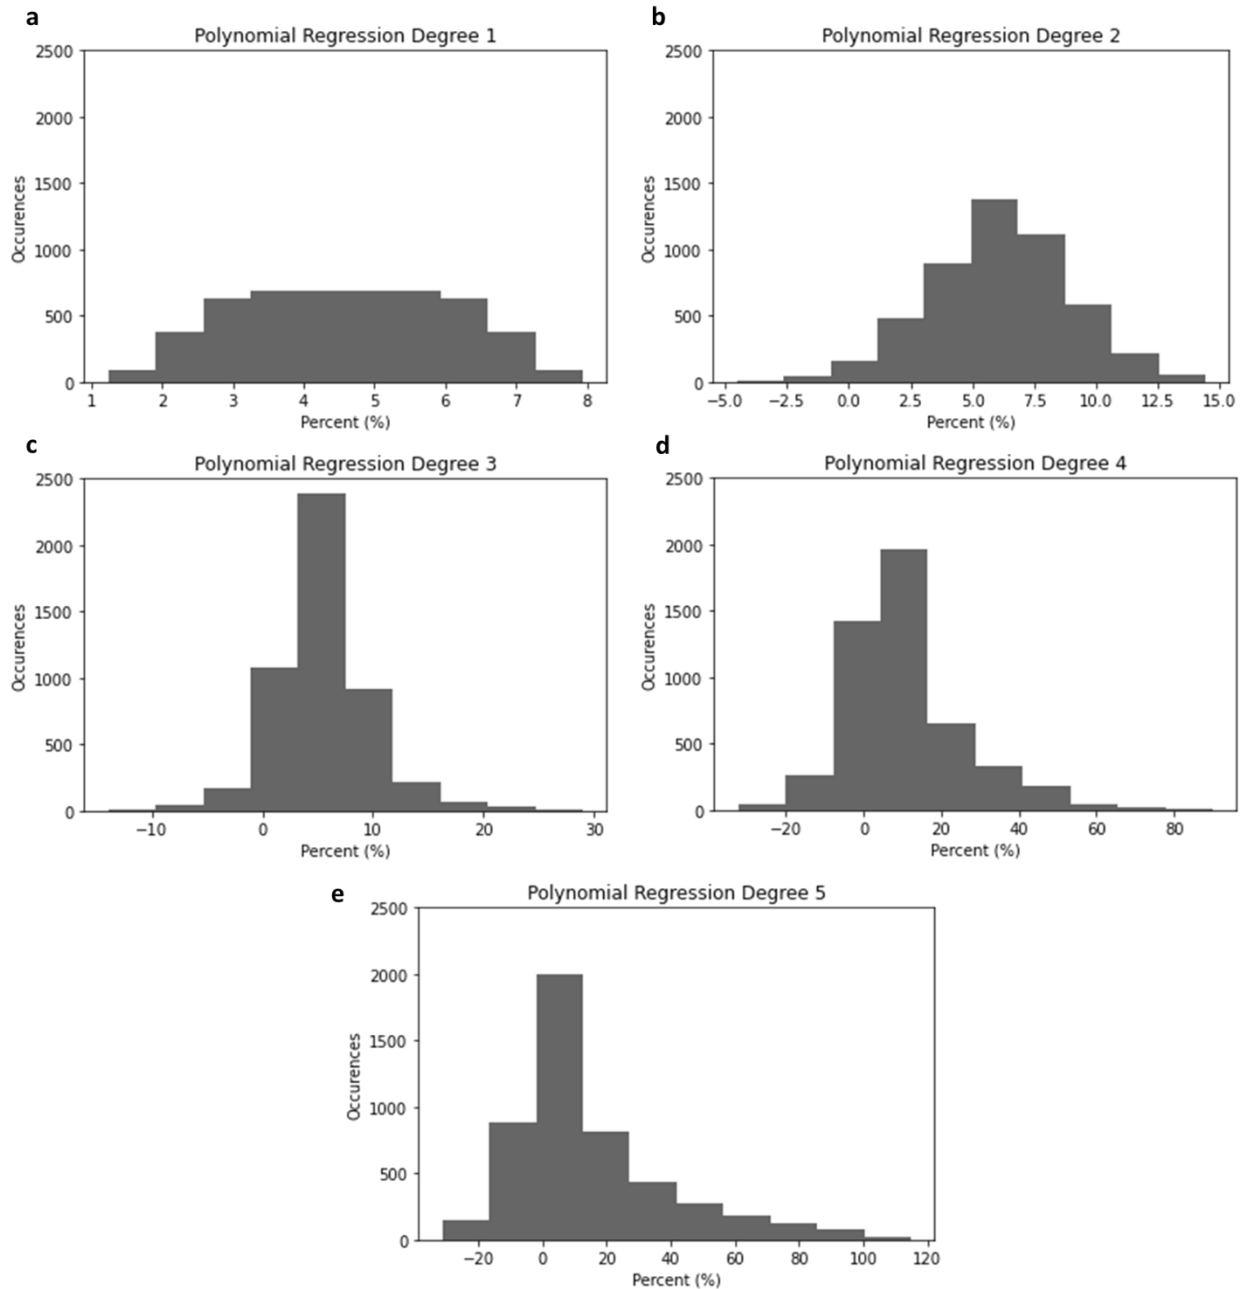 a
Polynomial Regression Degree 1
2500
2000
1500
1000
500
0
Occurences
1 2 3 4 5 6 7 8
Percent (%)
b
Polynomial Regression Degree 2
2500
2000
1500
1000
500
0
Occurences
−5.0 −2.5 0.0 2.5 5.0 7.5 10.0 12.5 15.0
Percent (%)
c
Polynomial Regression Degree 3
2500
2000
1500
1000
500
0
Occurences
−10 0 10 20 30
Percent (%)
d
Polynomial Regression Degree 4
2500
2000
1500
1000
500
0
Occurences
−20 0 20 40 60 80
Percent (%)
e
Polynomial Regression Degree 5
2500
2000
1500
1000
500
0
Occurences
−20 0 20 40 60 80 100 120
Percent (%)